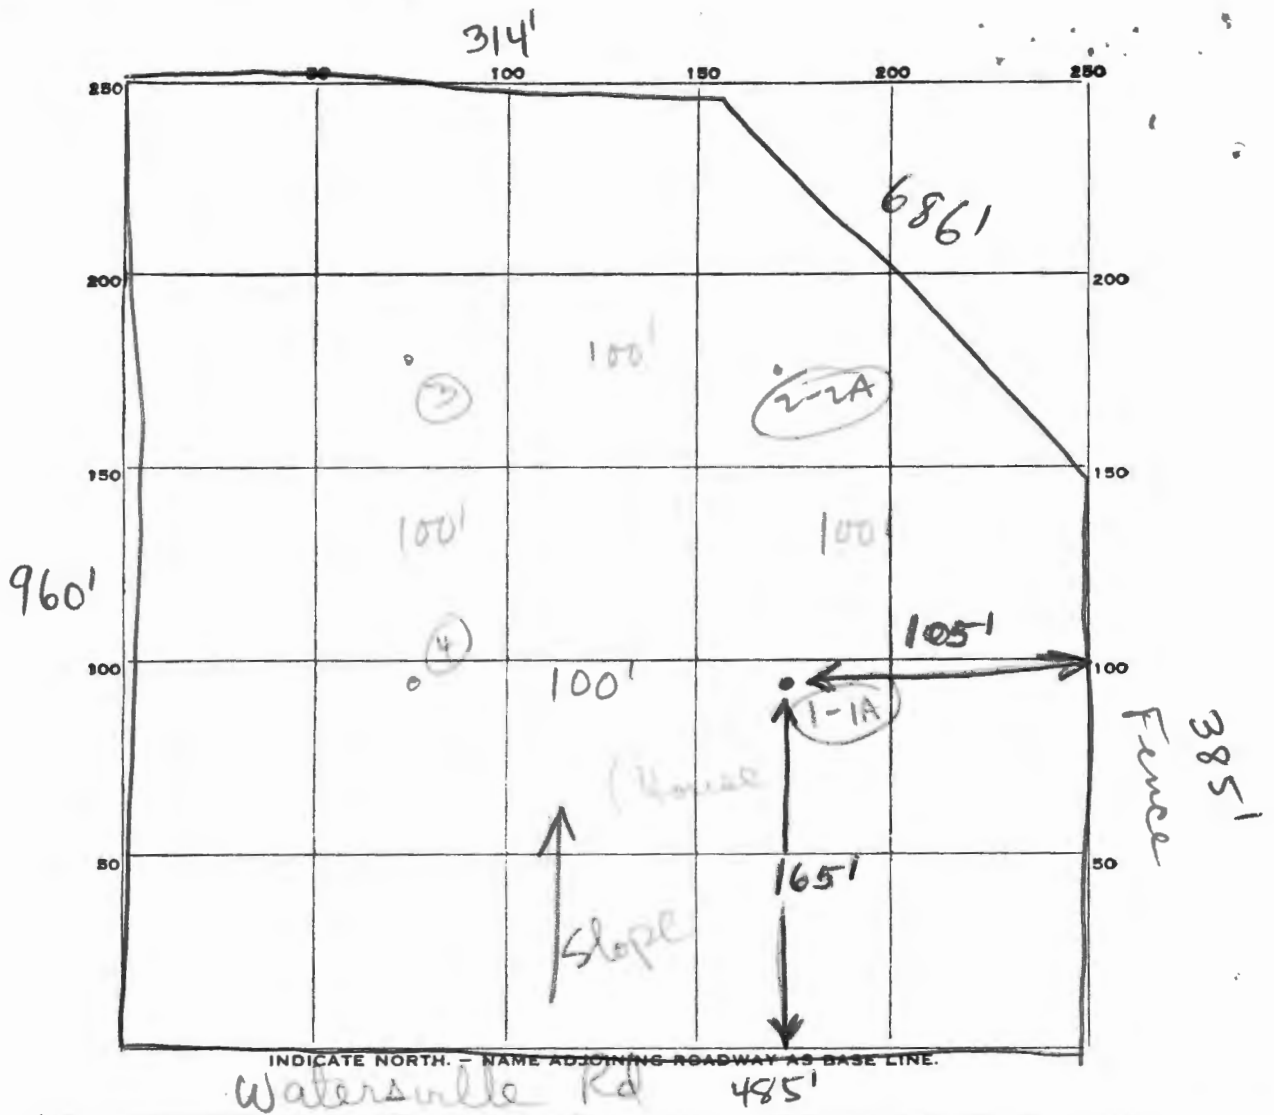 314'
250 50 100 150 200 250
6861
200 200
100'
3 2-2A
150 150
100' 100'
960'
4 105'
100 100' 100
1-1A
385'
Fence
House
50 165' 50
Slope
INDICATE NORTH. — NAME ADJOINING ROADWAY AS BASE LINE.
Watersville Rd 485'